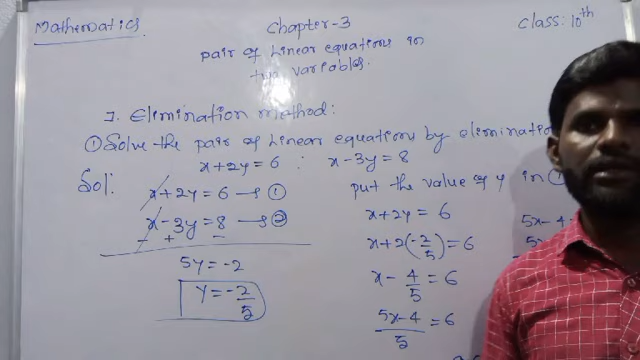 Mathematics.
Chapter-3
Class: 10th
Pair of Linear equations in
two variables.
I. Elimination method:
① Solve the pair of Linear equations by elimination
x+2y=6 : x-3y=8
Sol:
x+2y=6 → ①
x-3y=8 → ②
- + -
5y=-2
y=-2/5
put the value of y in ①
x+2y=6
x+2(-2/5)=6
x-4/5=6
5x-4/5=6
5x-4